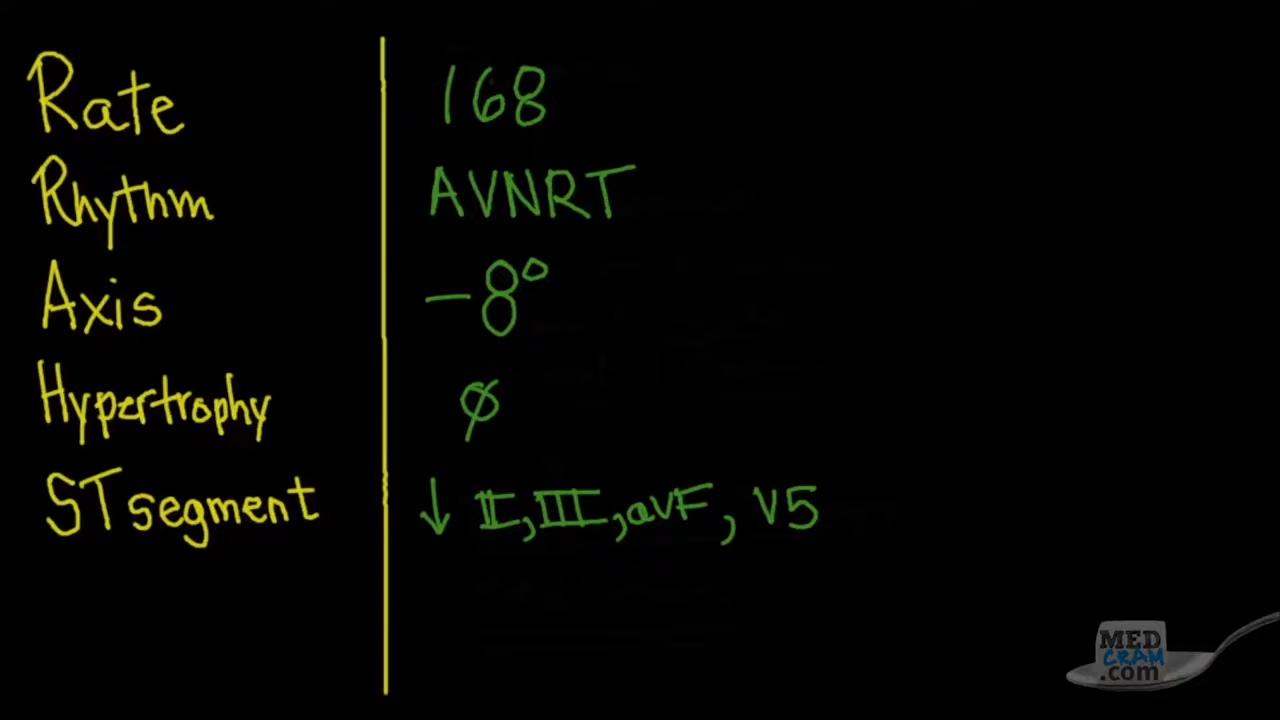 Rate 168
Rhythm AVNRT
Axis -8°
Hypertrophy ∅
ST segment ↓ II, III, aVF, V5
MED
CRAM
.com